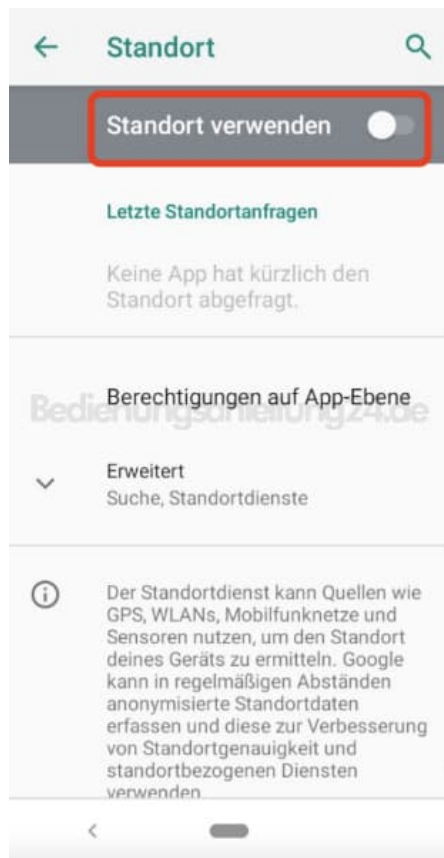 Standort
Standort verwenden
Letzte Standortanfragen
Keine App hat kürzlich den
Standort abgefragt.
Berechtigungen auf App-Ebene
Bedienungsanleitung24.de
Erweitert
Suche, Standortdienste
Der Standortdienst kann Quellen wie
GPS, WLANs, Mobilfunknetze und
Sensoren nutzen, um den Standort
deines Geräts zu ermitteln. Google
kann in regelmäßigen Abständen
anonymisierte Standortdaten
erfassen und diese zur Verbesserung
von Standortgenauigkeit und
standortbezogenen Diensten
verwenden